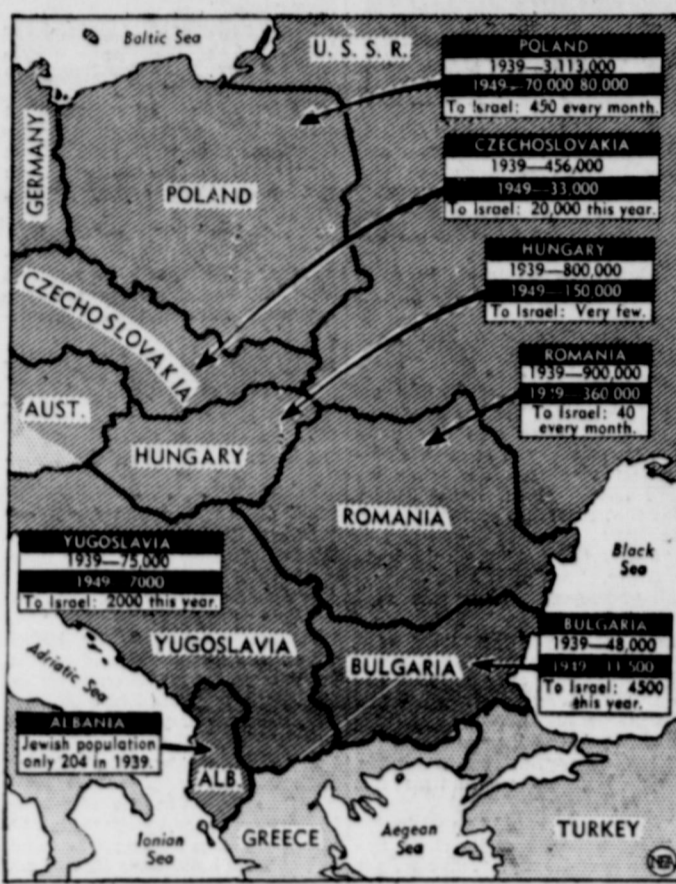 Baltic Sea
U. S. S. R.
POLAND
1939—3,113,000
1949—70,000 80,000
To Israel: 450 every month.
GERMANY
POLAND
CZECHOSLOVAKIA
1939—456,000
1949—33,000
To Israel: 20,000 this year.
HUNGARY
1939—800,000
1949—150,000
To Israel: Very few.
CZECHOSLOVAKIA
ROMANIA
1939—900,000
1949—360,000
To Israel: 40
every month.
AUST.
HUNGARY
ROMANIA
YUGOSLAVIA
1939—75,000
1949 7000
To Israel: 2000 this year.
Black
Sea
YUGOSLAVIA
BULGARIA
BULGARIA
1939—48,000
1949 11,500
To Israel: 4500
this year.
Adriatic Sea
ALBANIA
Jewish population
only 204 in 1939.
ALB.
Ionian
Sea
GREECE
Aegean
Sea
TURKEY
NEA